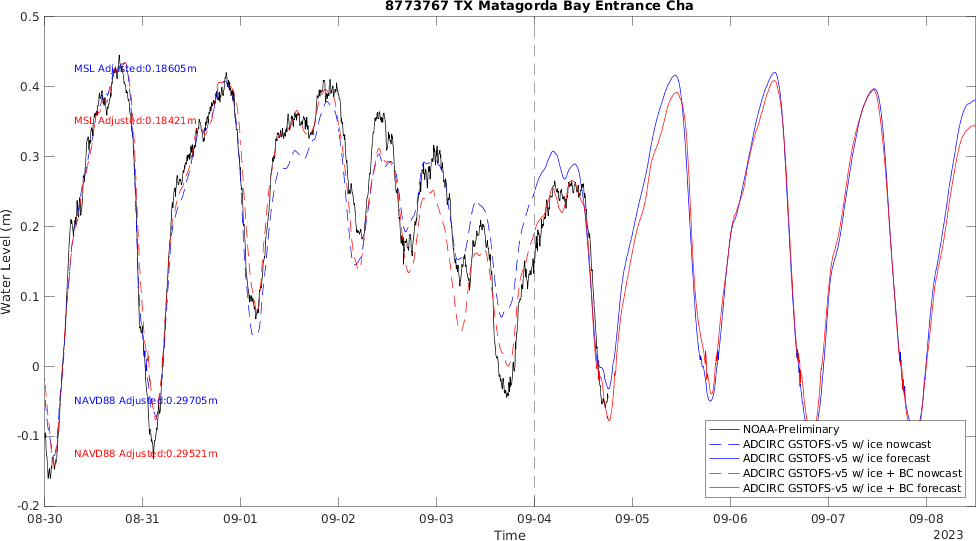 8773767 TX Matagorda Bay Entrance Cha
0.5
0.4
0.3
0.2
0.1
0
-0.1
-0.2
Water Level (m)
MSL Adjusted:0.18605m
MSL Adjusted:0.18421m
NAVD88 Adjusted:0.29705m
NAVD88 Adjusted:0.29521m
NOAA-Preliminary
ADCIRC GSTOFS-v5 w/ ice nowcast
ADCIRC GSTOFS-v5 w/ ice forecast
ADCIRC GSTOFS-v5 w/ ice + BC nowcast
ADCIRC GSTOFS-v5 w/ ice + BC forecast
08-30 08-31 09-01 09-02 09-03 09-04 09-05 09-06 09-07 09-08
Time
2023